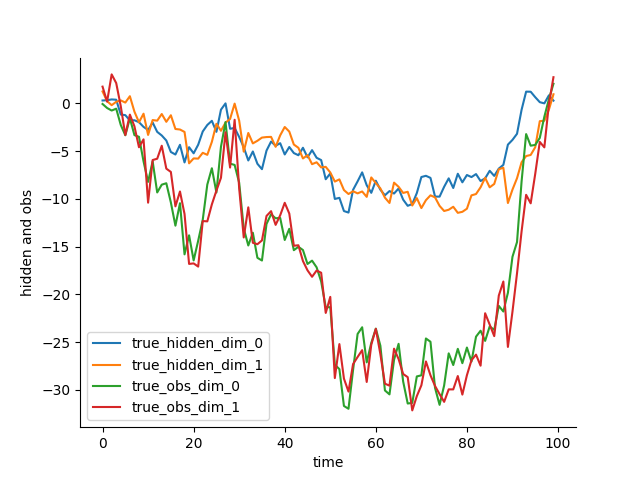 hidden and obs
0
−5
−10
−15
−20
−25
−30
0
20
40
60
80
100
time
true_hidden_dim_0
true_hidden_dim_1
true_obs_dim_0
true_obs_dim_1